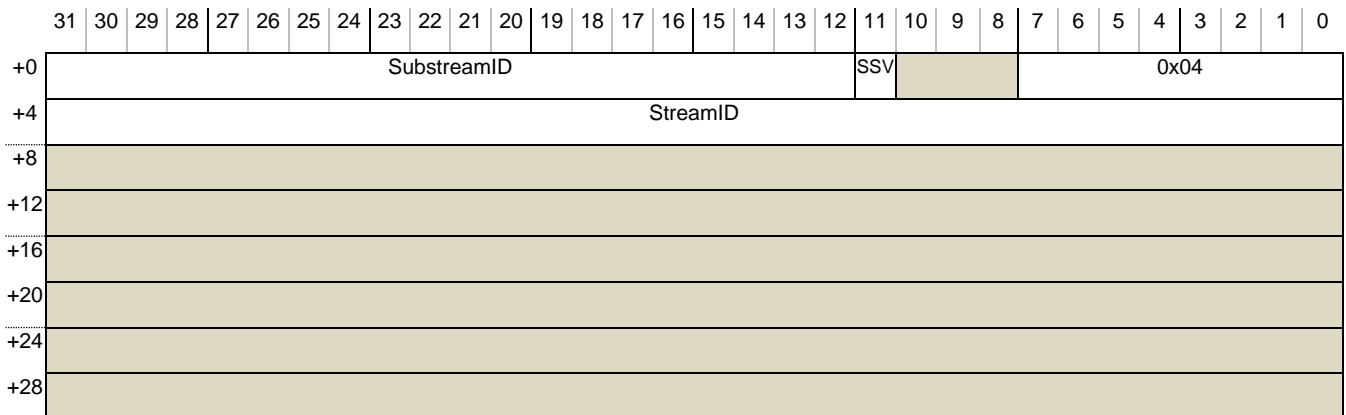 31 30 29 28 27 26 25 24 23 22 21 20 19 18 17 16 15 14 13 12 11 10 9 8 7 6 5 4 3 2 1 0
+0 SubstreamID SSV 0x04
+4 StreamID
+8
+12
+16
+20
+24
+28